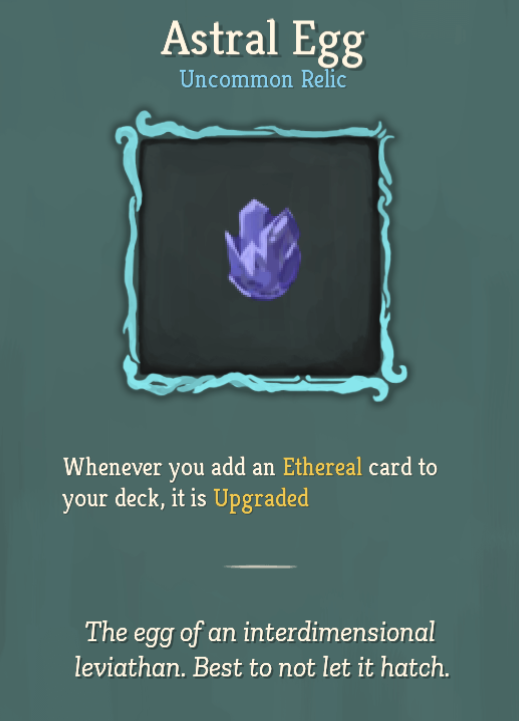 Astral Egg
Uncommon Relic
Whenever you add an Ethereal card to
your deck, it is Upgraded
The egg of an interdimensional
leviathan. Best to not let it hatch.